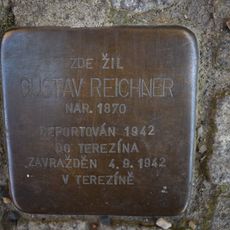 ZDE ŽIL
GUSTAV REICHNER
NAR. 1870
DEPORTOVÁN 1942
DO TEREZÍNA
ZAVRAŽDĚN 4.9.1942
V TEREZÍNĚ